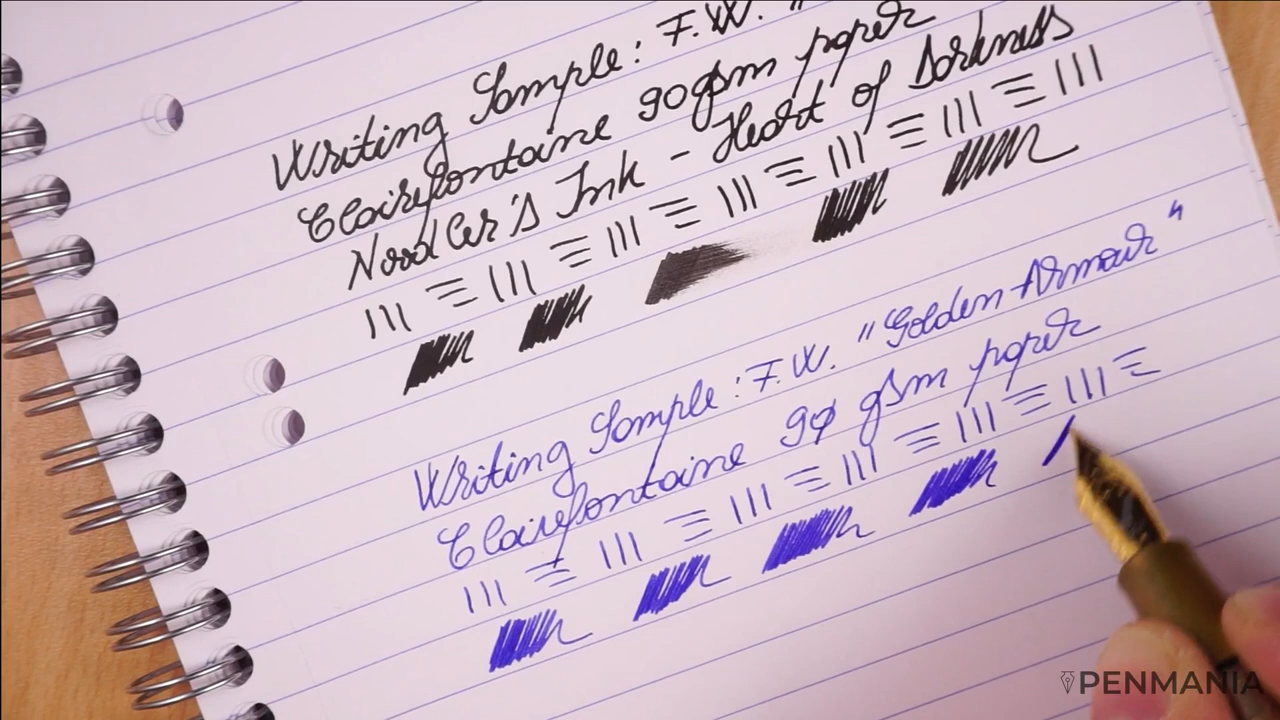 Writing Sample: F.W. "
Clairefontaine 90gsm paper
Noodler's Ink - Heart of Darkness
Writing Sample: F.W. "Golden Armour"
Clairefontaine 90 gsm paper
PENMANIA